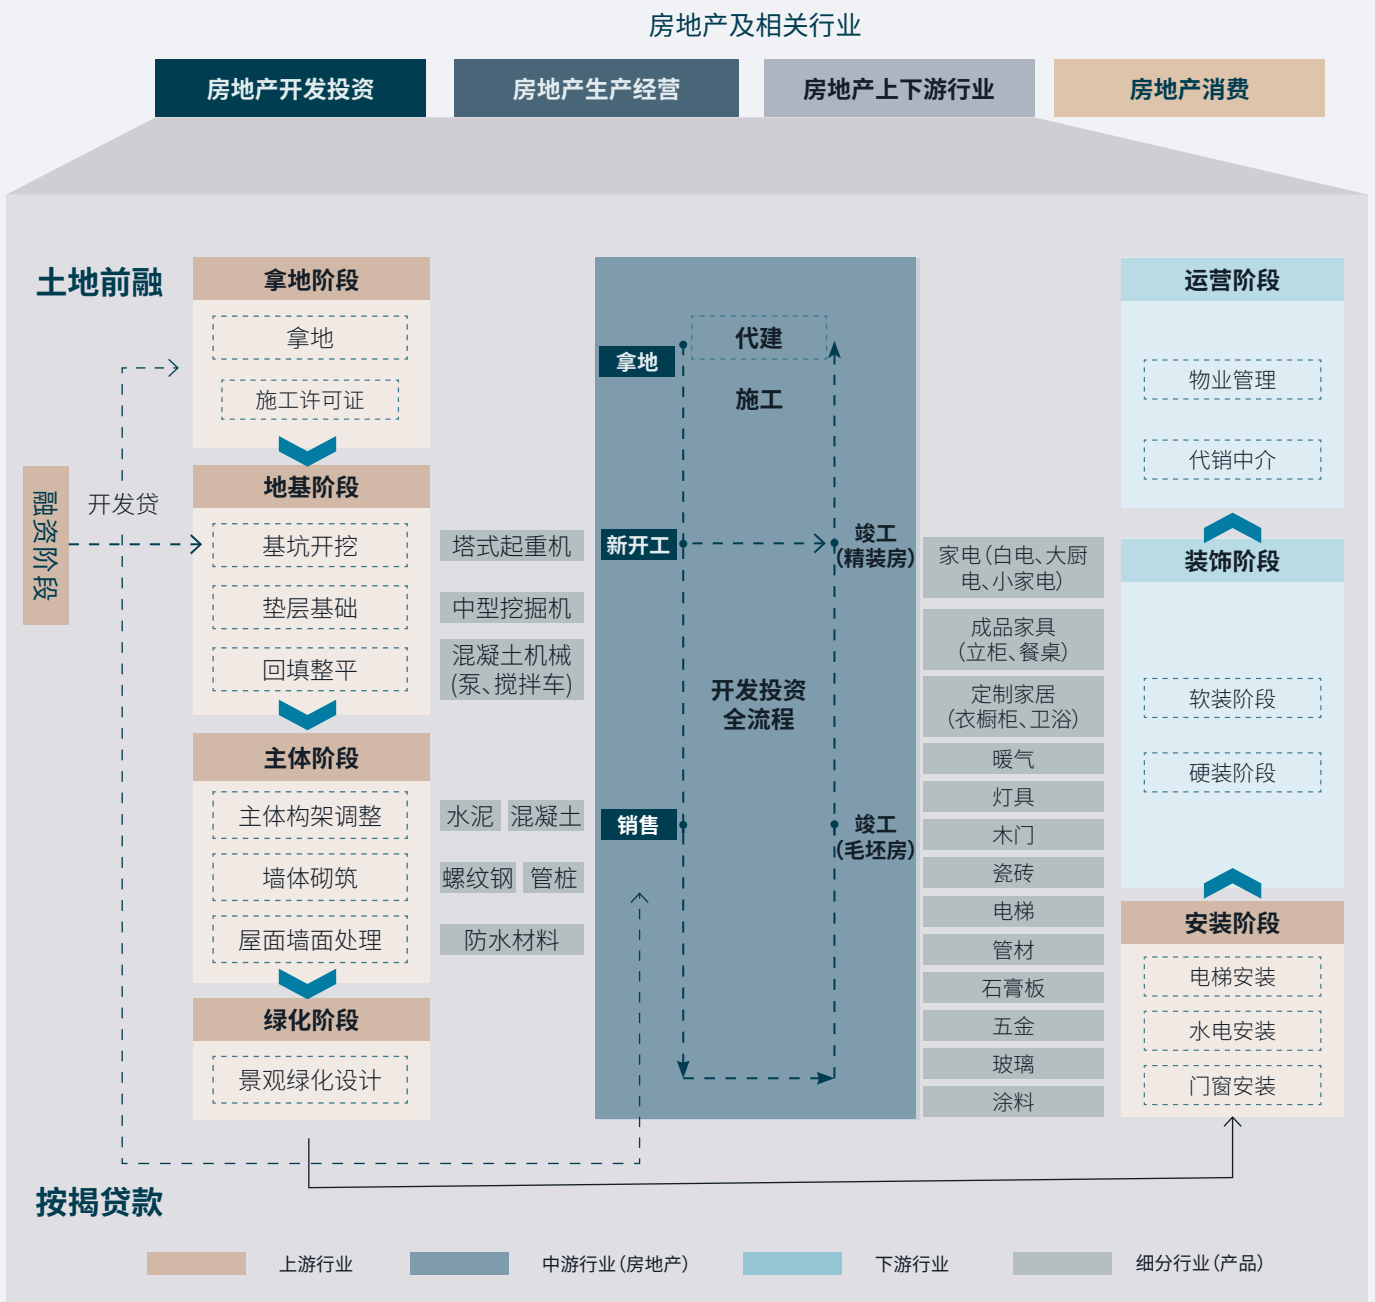 房地产及相关行业
房地产开发投资
房地产生产经营
房地产上下游行业
房地产消费
土地前融
融资阶段
开发贷
拿地阶段
拿地
施工许可证
地基阶段
基坑开挖
垫层基础
回填整平
主体阶段
主体构架调整
墙体砌筑
屋面墙面处理
绿化阶段
景观绿化设计
塔式起重机
中型挖掘机
混凝土机械
(泵、搅拌车)
水泥
混凝土
螺纹钢
管桩
防水材料
代建
拿地
施工
新开工
竣工
(精装房)
开发投资
全流程
销售
竣工
(毛坯房)
家电(白电、大厨
电、小家电)
成品家具
(立柜、餐桌)
定制家居
(衣橱柜、卫浴)
暖气
灯具
木门
瓷砖
电梯
管材
石膏板
五金
玻璃
涂料
运营阶段
物业管理
代销中介
装饰阶段
软装阶段
硬装阶段
安装阶段
电梯安装
水电安装
门窗安装
按揭贷款
上游行业
中游行业(房地产)
下游行业
细分行业(产品)